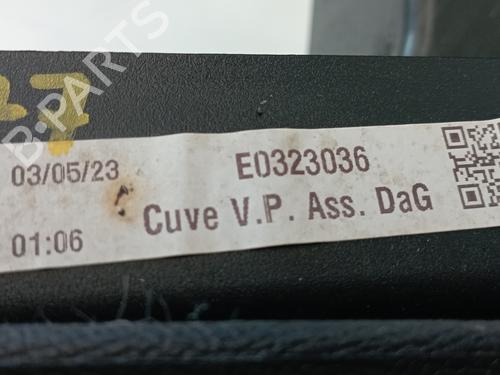 B-PARTS
03/05/23 E0323036
Cuve V.P. Ass. DaG
01:06